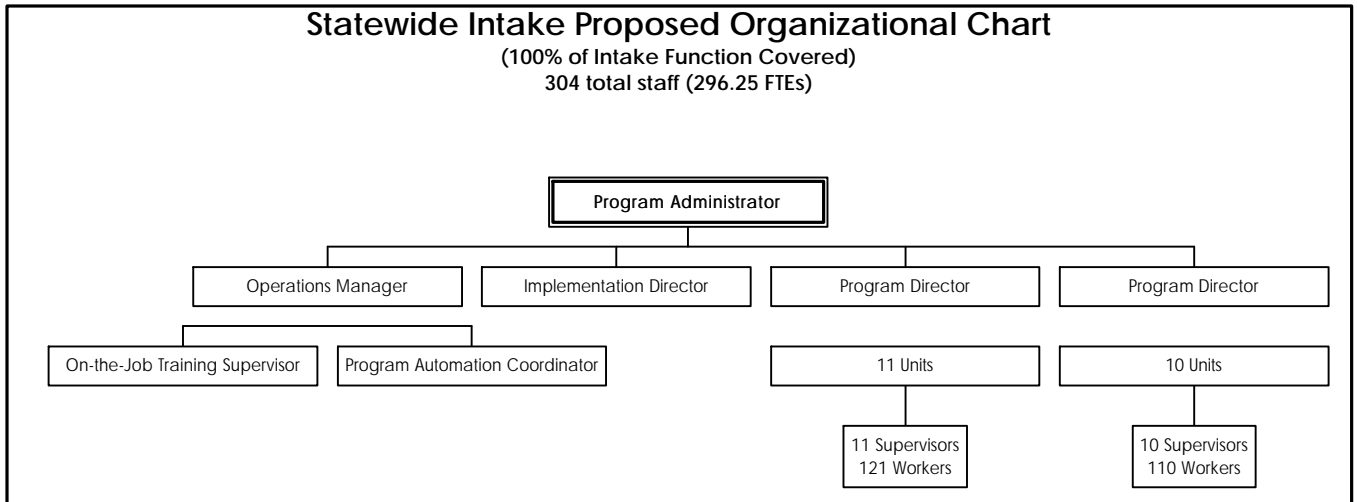 Statewide Intake Proposed Organizational Chart
(100% of Intake Function Covered)
304 total staff (296.25 FTEs)
Program Administrator
Operations Manager
Implementation Director
Program Director
Program Director
On-the-Job Training Supervisor
Program Automation Coordinator
11 Units
10 Units
11 Supervisors
121 Workers
10 Supervisors
110 Workers